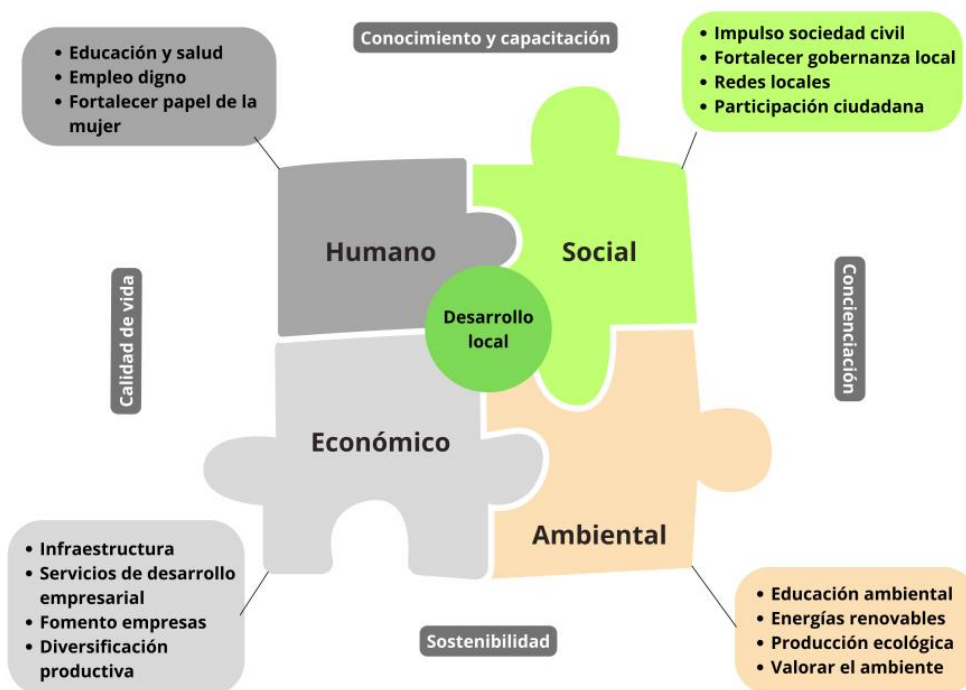 • Educación y salud
• Empleo digno
• Fortalecer papel de la
mujer
Conocimiento y capacitación
• Impulso sociedad civil
• Fortalecer gobernanza local
• Redes locales
• Participación ciudadana
Humano
Social
Calidad de vida
Desarrollo
local
Concienciación
Económico
Ambiental
• Infraestructura
• Servicios de desarrollo
empresarial
• Fomento empresas
• Diversificación
productiva
Sostenibilidad
• Educación ambiental
• Energías renovables
• Producción ecológica
• Valorar el ambiente